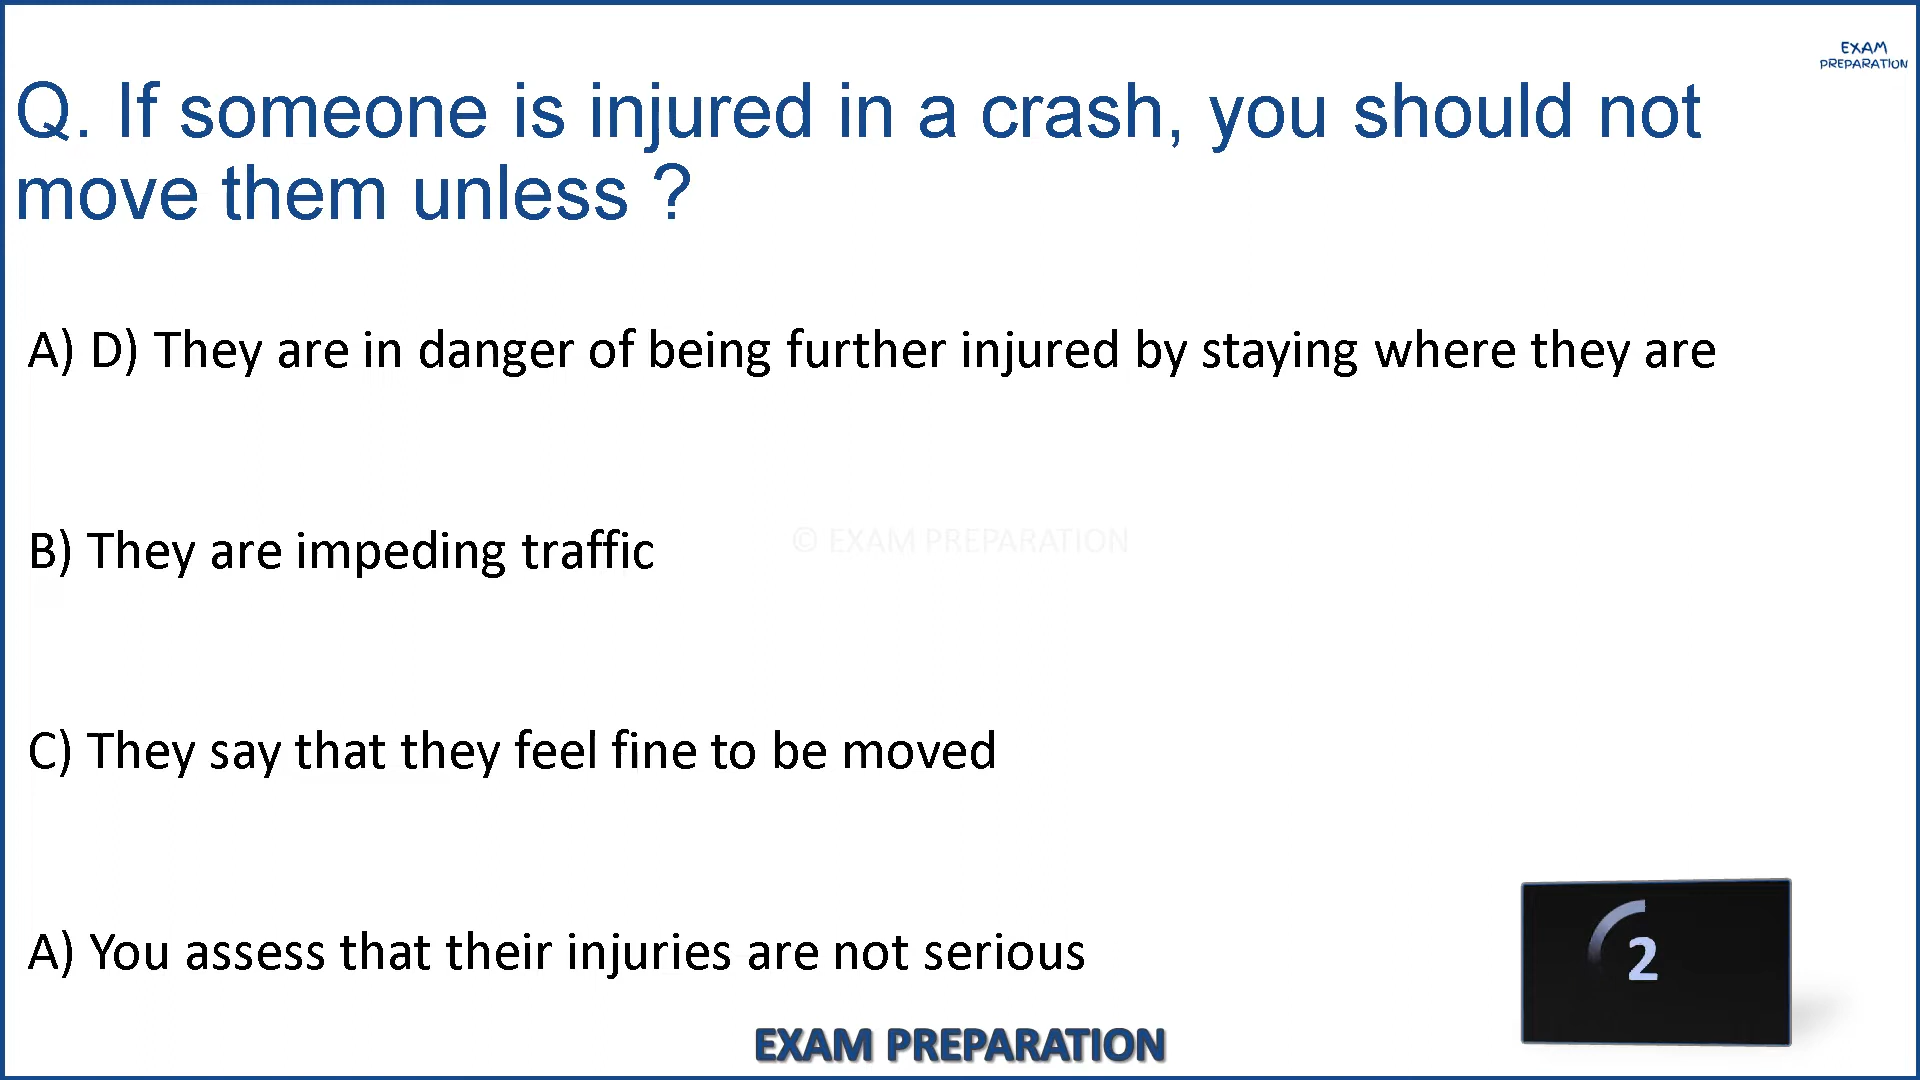 EXAM
PREPARATION
Q. If someone is injured in a crash, you should not
move them unless ?
A) D) They are in danger of being further injured by staying where they are
B) They are impeding traffic
© EXAM PREPARATION
C) They say that they feel fine to be moved
A) You assess that their injuries are not serious
2
EXAM PREPARATION